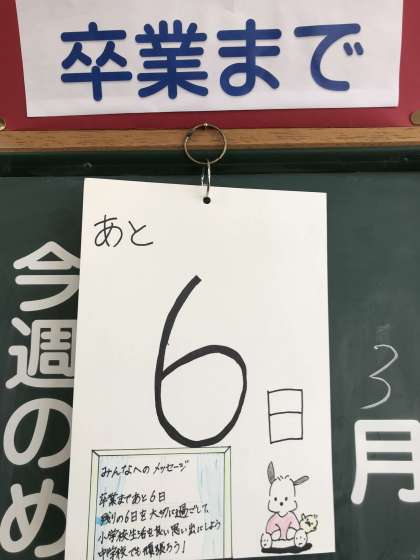 卒業まで
あと
6
日
みんなへのメッセージ
卒業まであと6日
残りの6日を大切に過ごして、
小学校生活を良い思い出にしよう
中学校でも頑張ろう!
今週のめ
3月